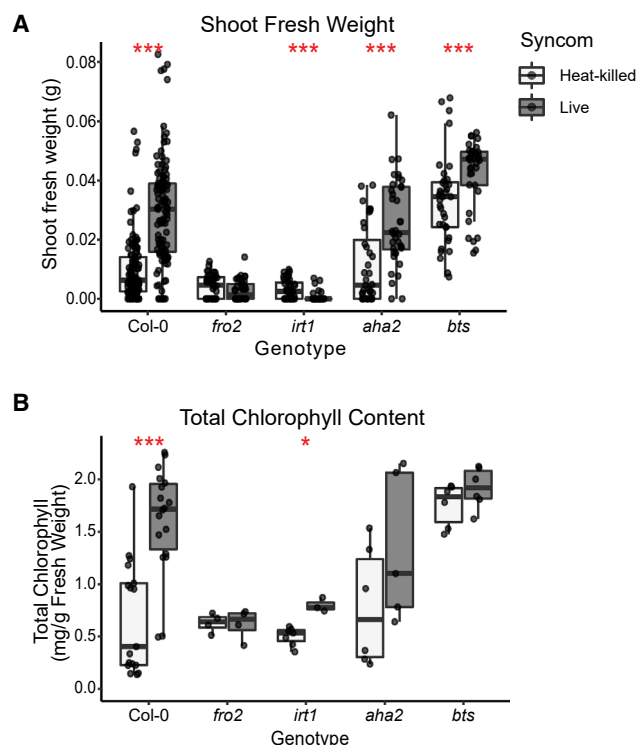 A
Shoot Fresh Weight
*** *** *** ***
Shoot fresh weight (g)
0.08
0.06
0.04
0.02
0.00
Col-0 fro2 irt1 aha2 bts
Genotype
Syncom
Heat-killed
Live
B
Total Chlorophyll Content
*** *
Total Chlorophyll
(mg/g Fresh Weight)
2.0
1.5
1.0
0.5
0.0
Col-0 fro2 irt1 aha2 bts
Genotype